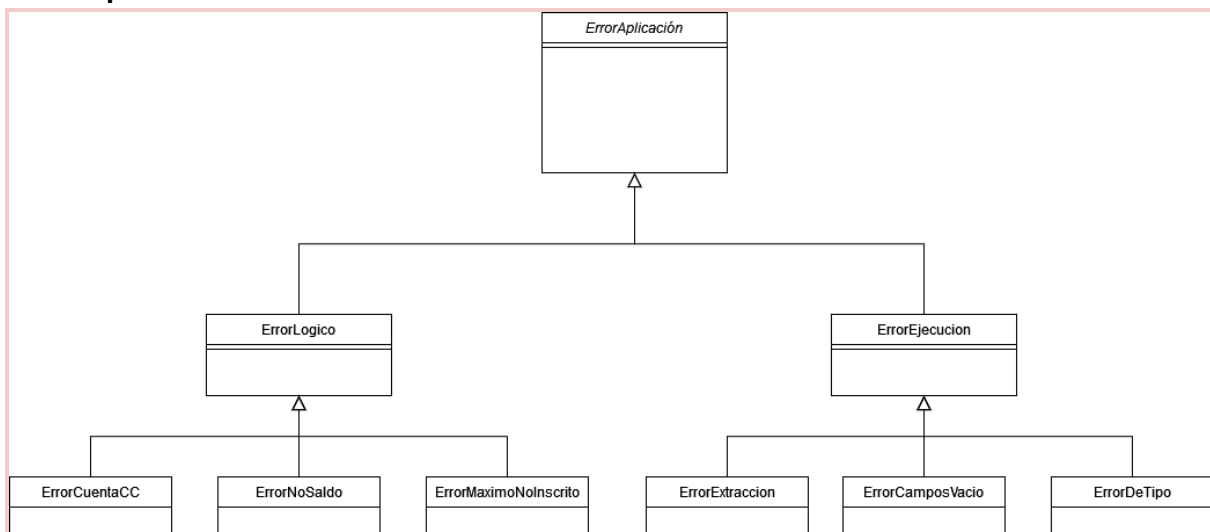 ErrorAplicación
ErrorLogico
ErrorEjecucion
ErrorCuentaCC
ErrorNoSaldo
ErrorMaximoNoInscrito
ErrorExtraccion
ErrorCamposVacio
ErrorDeTipo